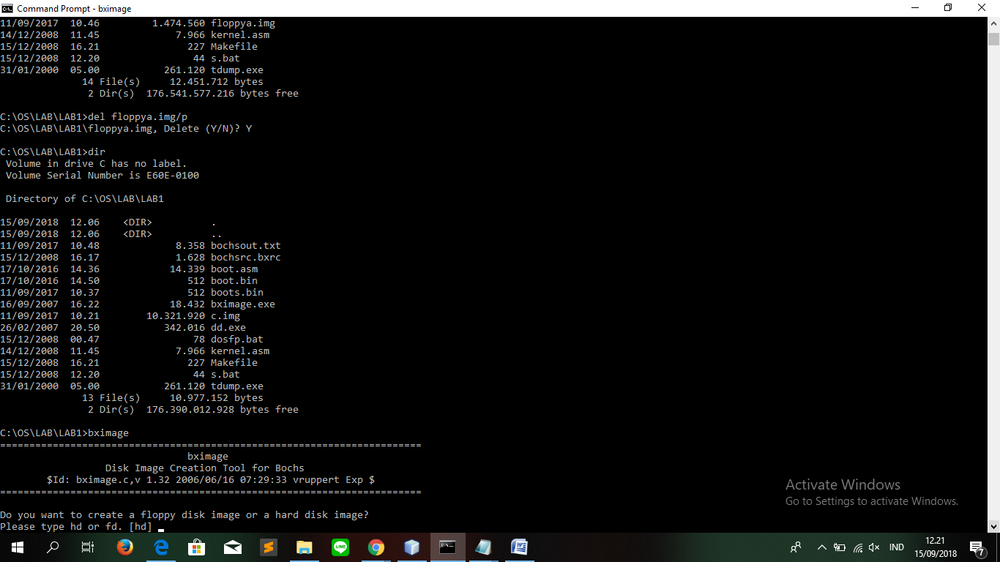 Command Prompt - bximage
11/09/2017  10.46         1.474.560 floppya.img
14/12/2008  11.45             7.966 kernel.asm
15/12/2008  16.21               227 Makefile
15/12/2008  12.20                44 s.bat
31/01/2000  05.00           261.120 tdump.exe
              14 File(s)     12.451.712 bytes
               2 Dir(s)  176.541.577.216 bytes free
C:\OS\LAB\LAB1>del floppya.img/p
C:\OS\LAB\LAB1\floppya.img, Delete (Y/N)? Y
C:\OS\LAB\LAB1>dir
 Volume in drive C has no label.
 Volume Serial Number is E60E-0100
 Directory of C:\OS\LAB\LAB1
15/09/2018  12.06    <DIR>          .
15/09/2018  12.06    <DIR>          ..
11/09/2017  10.48             8.358 bochsout.txt
15/12/2008  16.17             1.628 bochsrc.bxrc
17/10/2016  14.36            14.339 boot.asm
17/10/2016  14.50               512 boot.bin
11/09/2017  10.37               512 boots.bin
16/09/2007  16.22            18.432 bximage.exe
11/09/2017  10.21        10.321.920 c.img
26/02/2007  20.50           342.016 dd.exe
15/12/2008  00.47                78 dosfp.bat
14/12/2008  11.45             7.966 kernel.asm
15/12/2008  16.21               227 Makefile
15/12/2008  12.20                44 s.bat
31/01/2000  05.00           261.120 tdump.exe
              13 File(s)     10.977.152 bytes
               2 Dir(s)  176.390.012.928 bytes free
C:\OS\LAB\LAB1>bximage
========================================================================
                                bximage
                  Disk Image Creation Tool for Bochs
        $Id: bximage.c,v 1.32 2006/06/16 07:29:33 vruppert Exp $
========================================================================
Do you want to create a floppy disk image or a hard disk image?
Please type hd or fd. [hd]
Activate Windows
Go to Settings to activate Windows.
LINE
IND
12.21
15/09/2018
7